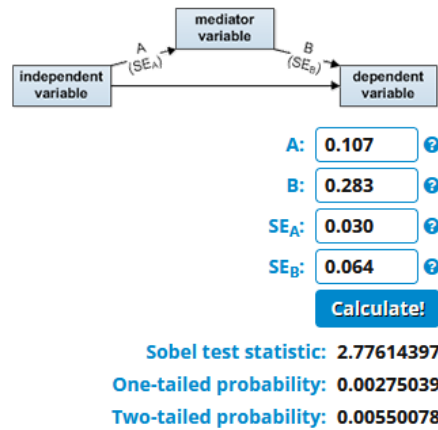 mediator
variable
A
(SEA)
B
(SEB)
independent
variable
dependent
variable
A: 0.107 ?
B: 0.283 ?
SEA: 0.030 ?
SEB: 0.064 ?
Calculate!
Sobel test statistic: 2.77614397
One-tailed probability: 0.00275039
Two-tailed probability: 0.00550078